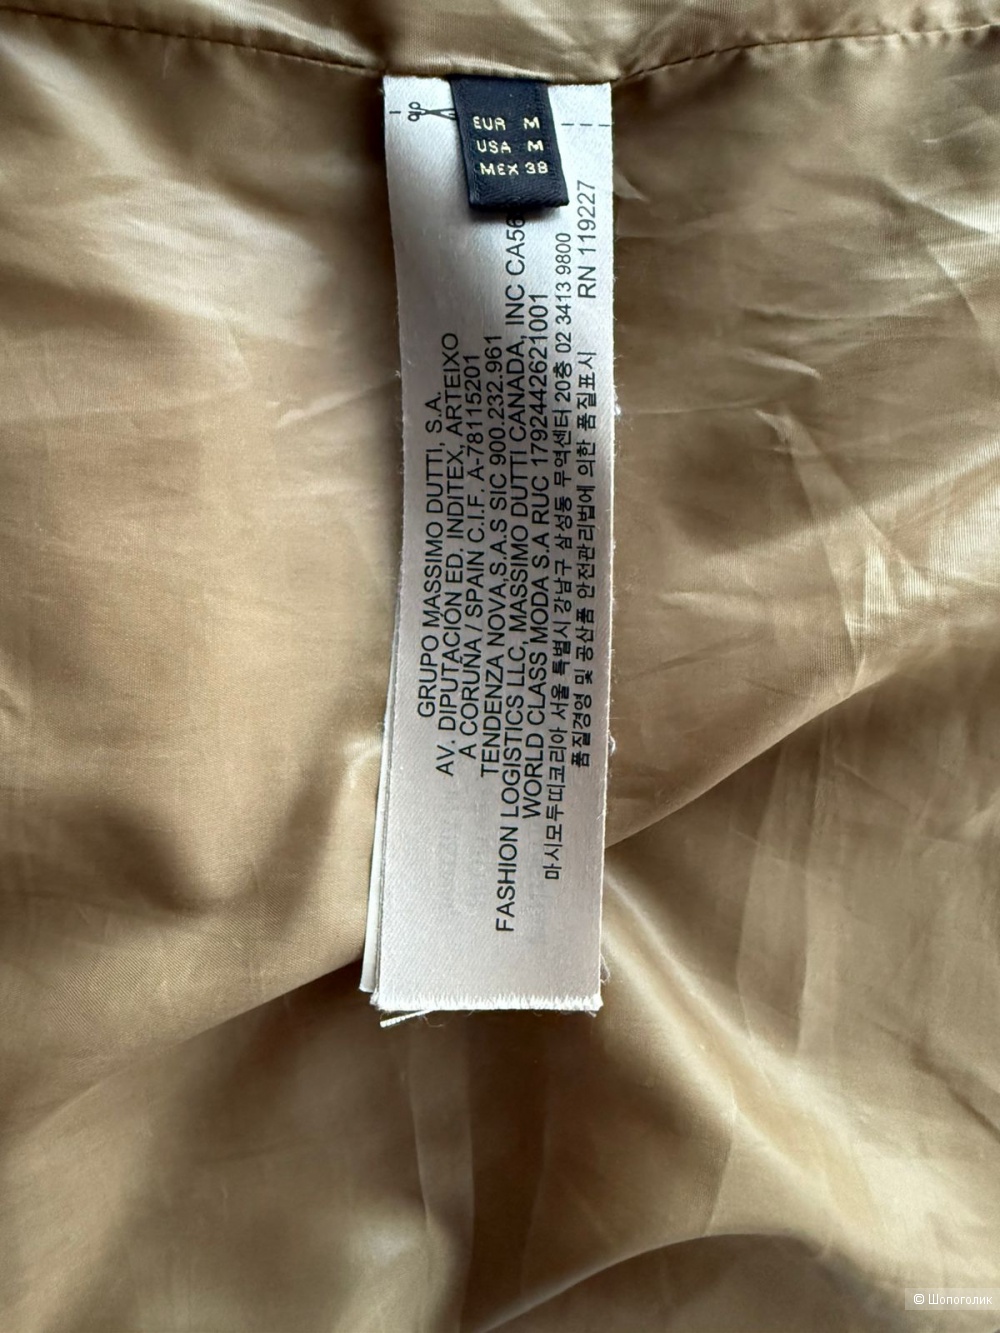 EUR M
USA M
MEX 38
GRUPO MASSIMO DUTTI, S.A.
AV. DIPUTACIÓN ED. INDITEX, ARTEIXO
A CORUÑA / SPAIN C.I.F. A-78115201
TENDENZA NOVA,S.A.S SIC 900.232.961
FASHION LOGISTICS LLC, MASSIMO DUTTI CANADA, INC CA56
WORLD CLASS MODA S.A RUC 1792442621001
마시모두띠코리아 서울 특별시 강남구 삼성동 무역센터 20층 02 3413 9800
품질경영 및 공산품 안전관리법에 의한 품질표시 RN 119227
© Шопоголик